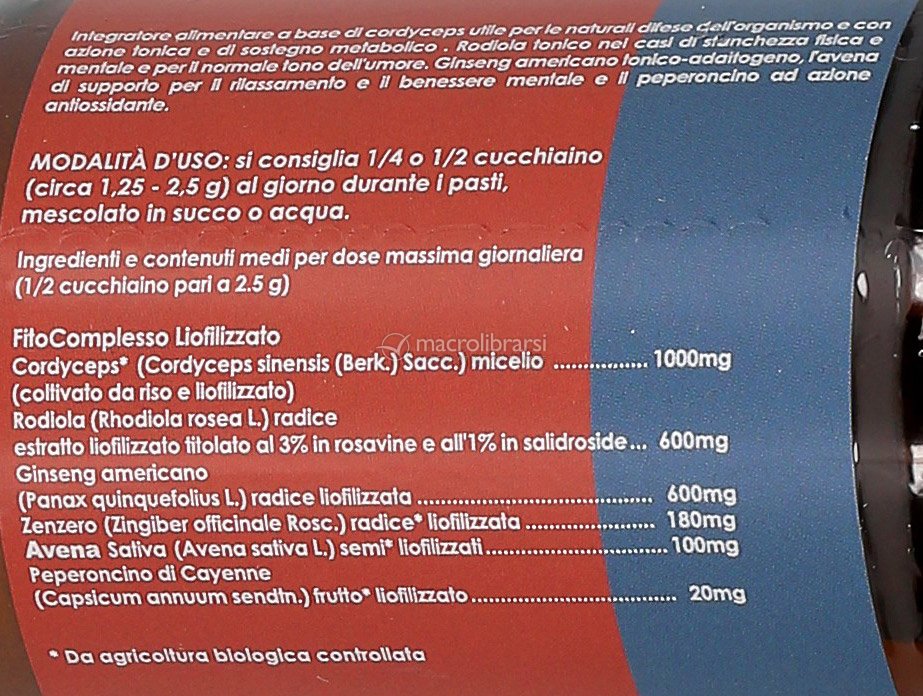 Integratore alimentare a base di cordyceps utile per le naturali difese dell'organismo e con
azione tonica e di sostegno metabolico . Rodiola tonico nei casi di stanchezza fisica e
mentale e per il normale tono dell'umore. Ginseng americano tonico-adattogeno, l'avena
di supporto per il rilassamento e il benessere mentale e il peperoncino ad azione
antiossidante.
MODALITÀ D'USO: si consiglia 1/4 o 1/2 cucchiaino
(circa 1,25 - 2,5 g) al giorno durante i pasti,
mescolato in succo o acqua.
Ingredienti e contenuti medi per dose massima giornaliera
(1/2 cucchiaino pari a 2.5 g)
FitoComplesso Liofilizzato
macrolibrarsi
Cordyceps* (Cordyceps sinensis (Berk.) Sacc.) micelio ................ 1000mg
(coltivato da riso e liofilizzato)
Rodiola (Rhodiola rosea L.) radice
estratto liofilizzato titolato al 3% in rosavine e all'1% in salidroside... 600mg
Ginseng americano
(Panax quinquefolius L.) radice liofilizzata ........................................ 600mg
Zenzero (Zingiber officinale Rosc.) radice* liofilizzata ...................... 180mg
Avena Sativa (Avena sativa L.) semi* liofilizzati............................... 100mg
Peperoncino di Cayenne
(Capsicum annuum sendtn.) frutto* liofilizzato ................................... 20mg
* Da agricoltura biologica controllata